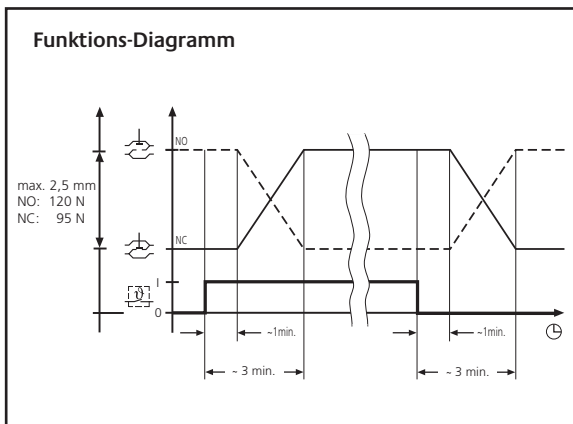 Funktions-Diagramm
NO
max. 2,5 mm
NO: 120 N
NC: 95 N
NC
I
ϑ
0
~1min.
~1min.
~ 3 min.
~ 3 min.